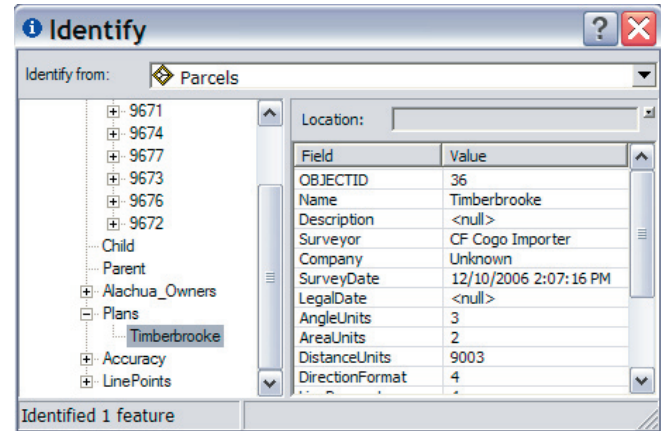 Identify
Identify from: Parcels
9671
9674
9677
9673
9676
9672
Child
Parent
Alachua_Owners
Plans
Timberbrooke
Accuracy
LinePoints
Location:
Field Value
OBJECTID 36
Name Timberbrooke
Description <null>
Surveyor CF Cogo Importer
Company Unknown
SurveyDate 12/10/2006 2:07:16 PM
LegalDate <null>
AngleUnits 3
AreaUnits 2
DistanceUnits 9003
DirectionFormat 4
Identified 1 feature